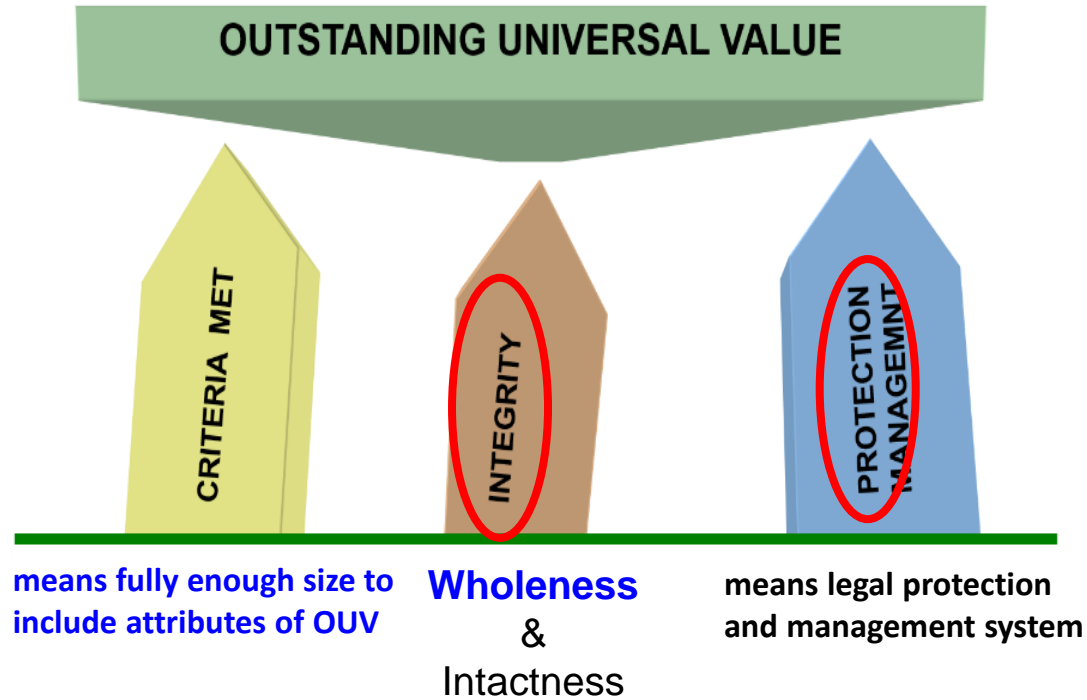 OUTSTANDING UNIVERSAL VALUE
CRITERIA MET
INTEGRITY
PROTECTION
MANAGEMNT
means fully enough size to
include attributes of OUV
Wholeness
&
Intactness
means legal protection
and management system